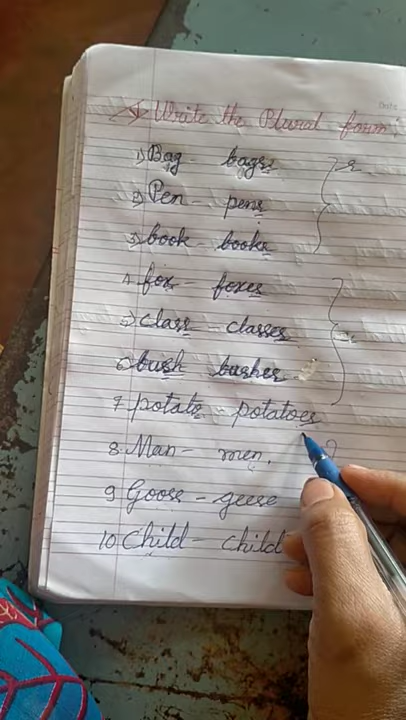 Write the Plural form:
Date
1) Bag - bags
2) Pen - pens
3) book - books
4 fox - foxes
5 class - classes
6 bush bushes
7. potato - potatoes
8. Man - men.
9 Goose - geese
10. Child - child